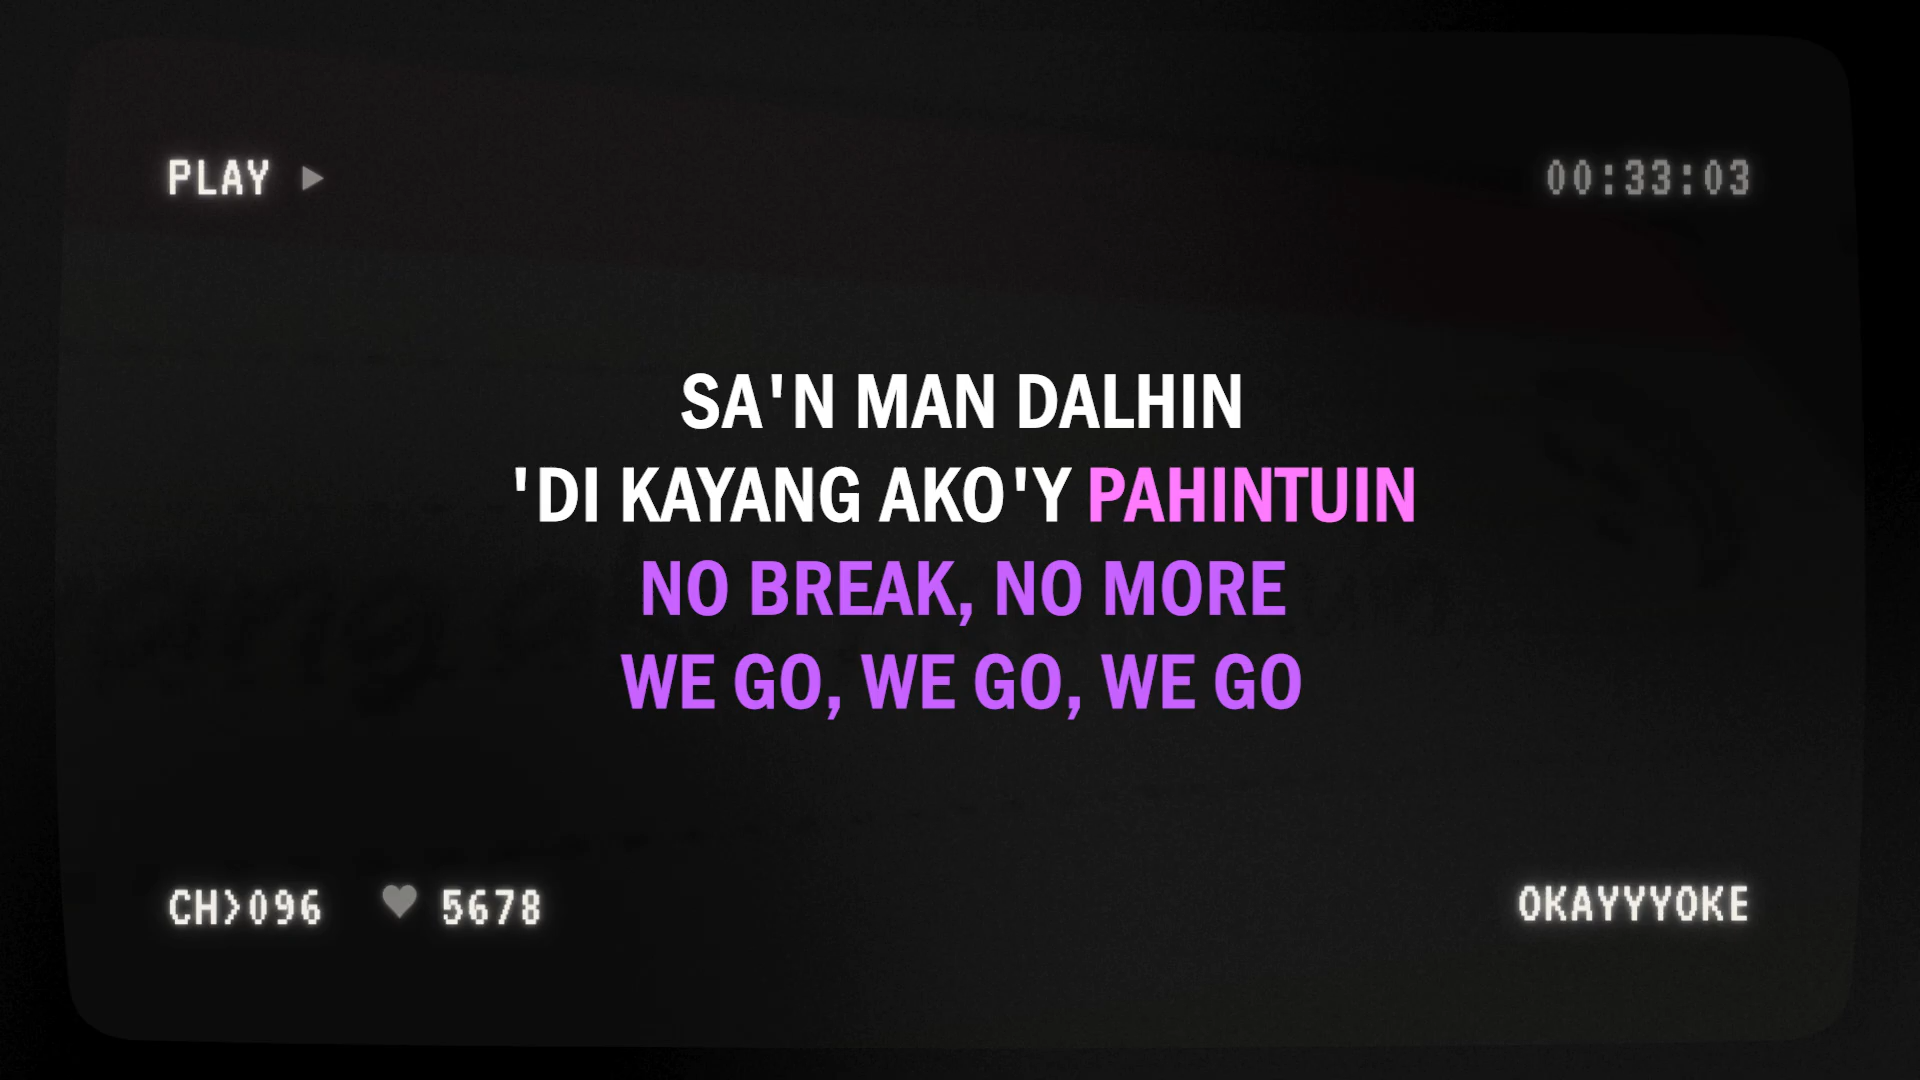 PLAY ▶
00:33:03
SA'N MAN DALHIN
'DI KAYANG AKO'Y PAHINTUIN
NO BREAK, NO MORE
WE GO, WE GO, WE GO
CH>096 ♥ 5678
OKAYYYOKE